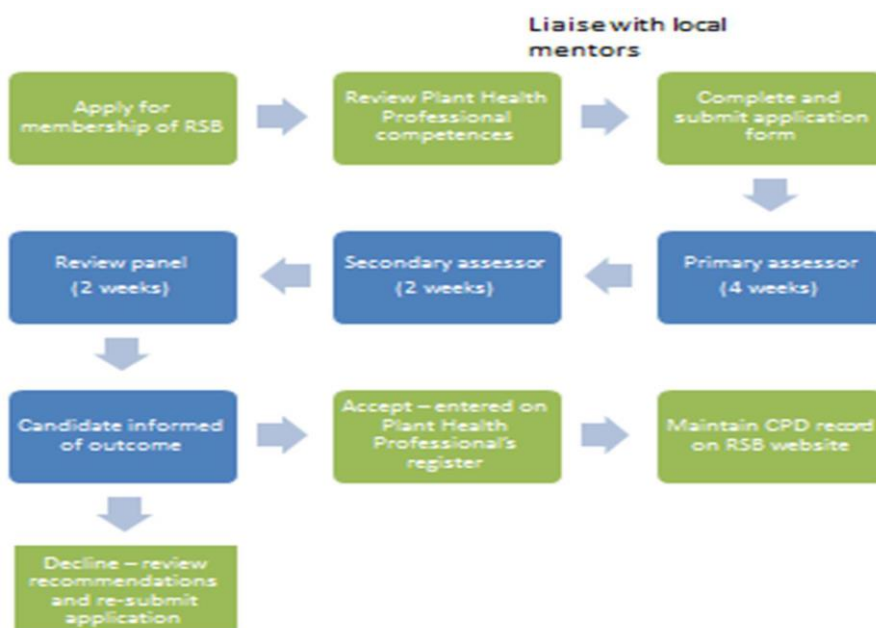 Liaise with local
mentors
Apply for
membership of RSB
Review Plant Health
Professional
competences
Complete and
submit application
form
Review panel
(2 weeks)
Secondary assessor
(2 weeks)
Primary assessor
(4 weeks)
Candidate informed
of outcome
Accept – entered on
Plant Health
Professional's
register
Maintain CPD record
on RSB website
Decline – review
recommendations
and re-submit
application